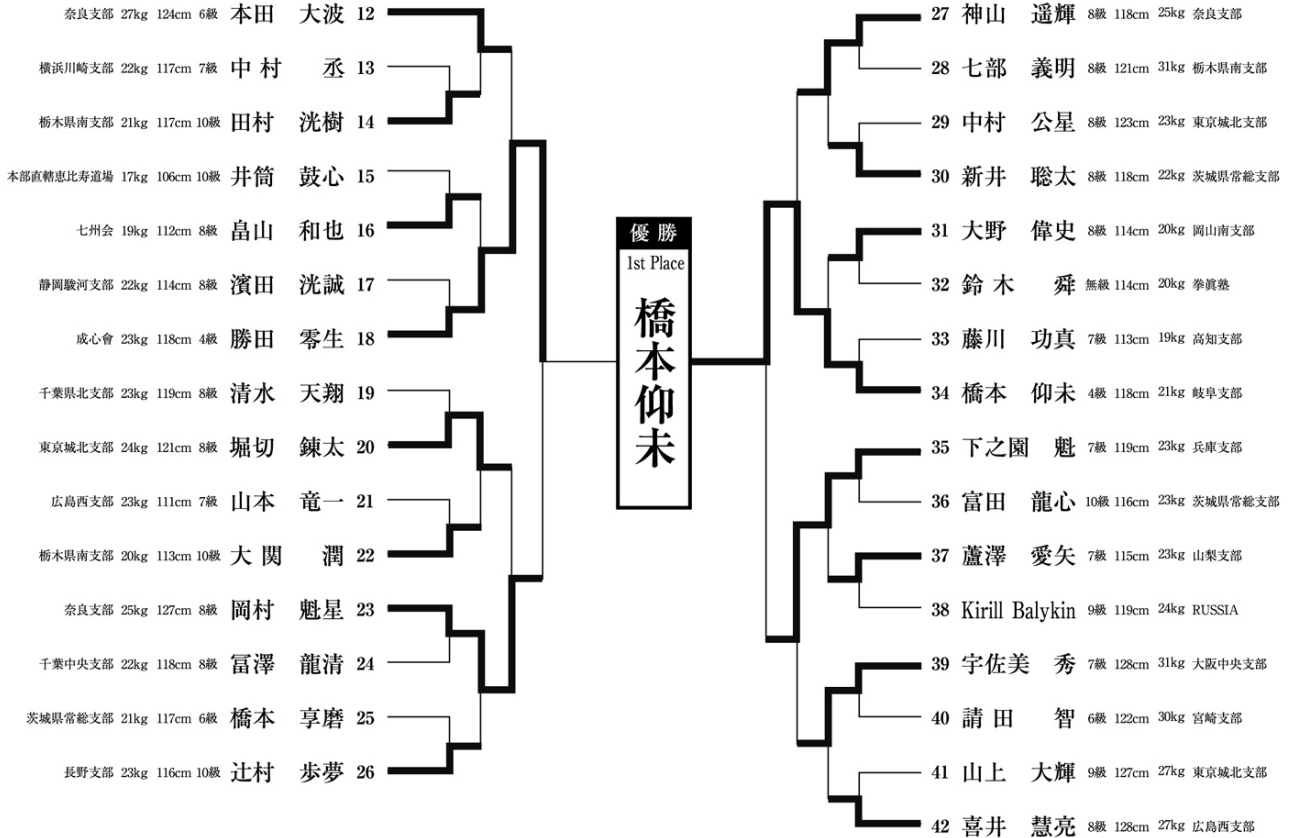 奈良支部 27kg 124cm 6級 本田 大波 12
横浜川崎支部 22kg 117cm 7級 中村 丞 13
栃木県南支部 21kg 117cm 10級 田村 洸樹 14
本部直轄恵比寿道場 17kg 106cm 10級 井筒 鼓心 15
七州会 19kg 112cm 8級 畠山 和也 16
静岡駿河支部 22kg 114cm 8級 濱田 洸誠 17
成心會 23kg 118cm 4級 勝田 零生 18
千葉県北支部 23kg 119cm 8級 清水 天翔 19
東京城北支部 24kg 121cm 8級 堀切 錬太 20
広島西支部 23kg 111cm 7級 山本 竜一 21
栃木県南支部 20kg 113cm 10級 大関 潤 22
奈良支部 25kg 127cm 8級 岡村 魁星 23
千葉中央支部 22kg 118cm 8級 冨澤 龍清 24
茨城県常総支部 21kg 117cm 6級 橋本 享磨 25
長野支部 23kg 116cm 10級 辻村 歩夢 26
優勝
1st Place
橋本仰未
27 神山 遥輝 8級 118cm 25kg 奈良支部
28 七部 義明 8級 121cm 31kg 栃木県南支部
29 中村 公星 8級 123cm 23kg 東京城北支部
30 新井 聡太 8級 118cm 22kg 茨城県常総支部
31 大野 偉史 8級 114cm 20kg 岡山南支部
32 鈴木 舜 無級 114cm 20kg 拳眞塾
33 藤川 功真 7級 113cm 19kg 高知支部
34 橋本 仰未 4級 118cm 21kg 岐阜支部
35 下之園 魁 7級 119cm 23kg 兵庫支部
36 富田 龍心 10級 116cm 23kg 茨城県常総支部
37 蘆澤 愛矢 7級 115cm 23kg 山梨支部
38 Kirill Balykin 9級 119cm 24kg RUSSIA
39 宇佐美 秀 7級 128cm 31kg 大阪中央支部
40 請田 智 6級 122cm 30kg 宮崎支部
41 山上 大輝 9級 127cm 27kg 東京城北支部
42 喜井 慧亮 8級 128cm 27kg 広島西支部